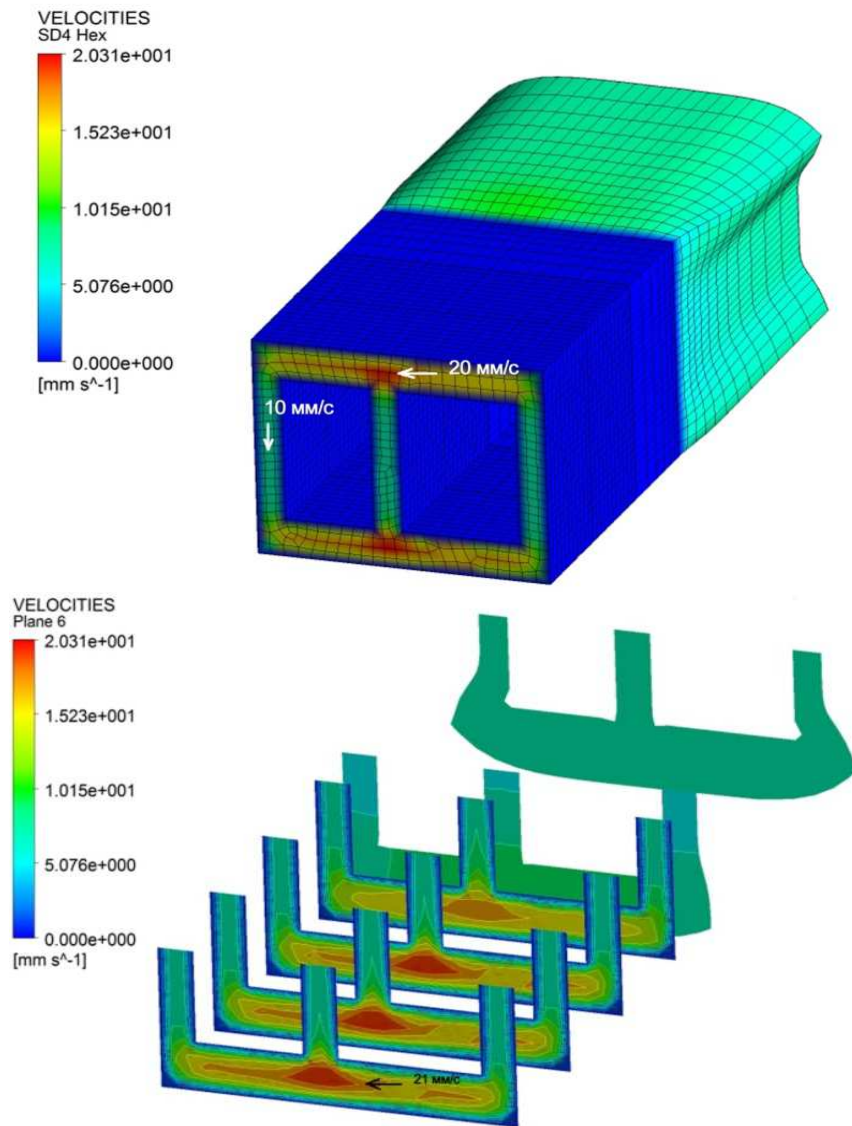 VELOCITIES
SD4 Hex
2.031e+001
1.523e+001
1.015e+001
5.076e+000
0.000e+000
[mm s^-1]
20 мм/с
10 мм/с
VELOCITIES
Plane 6
2.031e+001
1.523e+001
1.015e+001
5.076e+000
0.000e+000
[mm s^-1]
21 мм/с